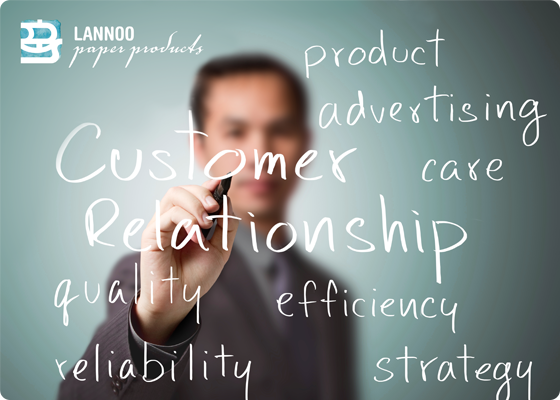 LANNOO
paper products
product
advertising
Customer
care
Relationship
quality
efficiency
reliability
strategy